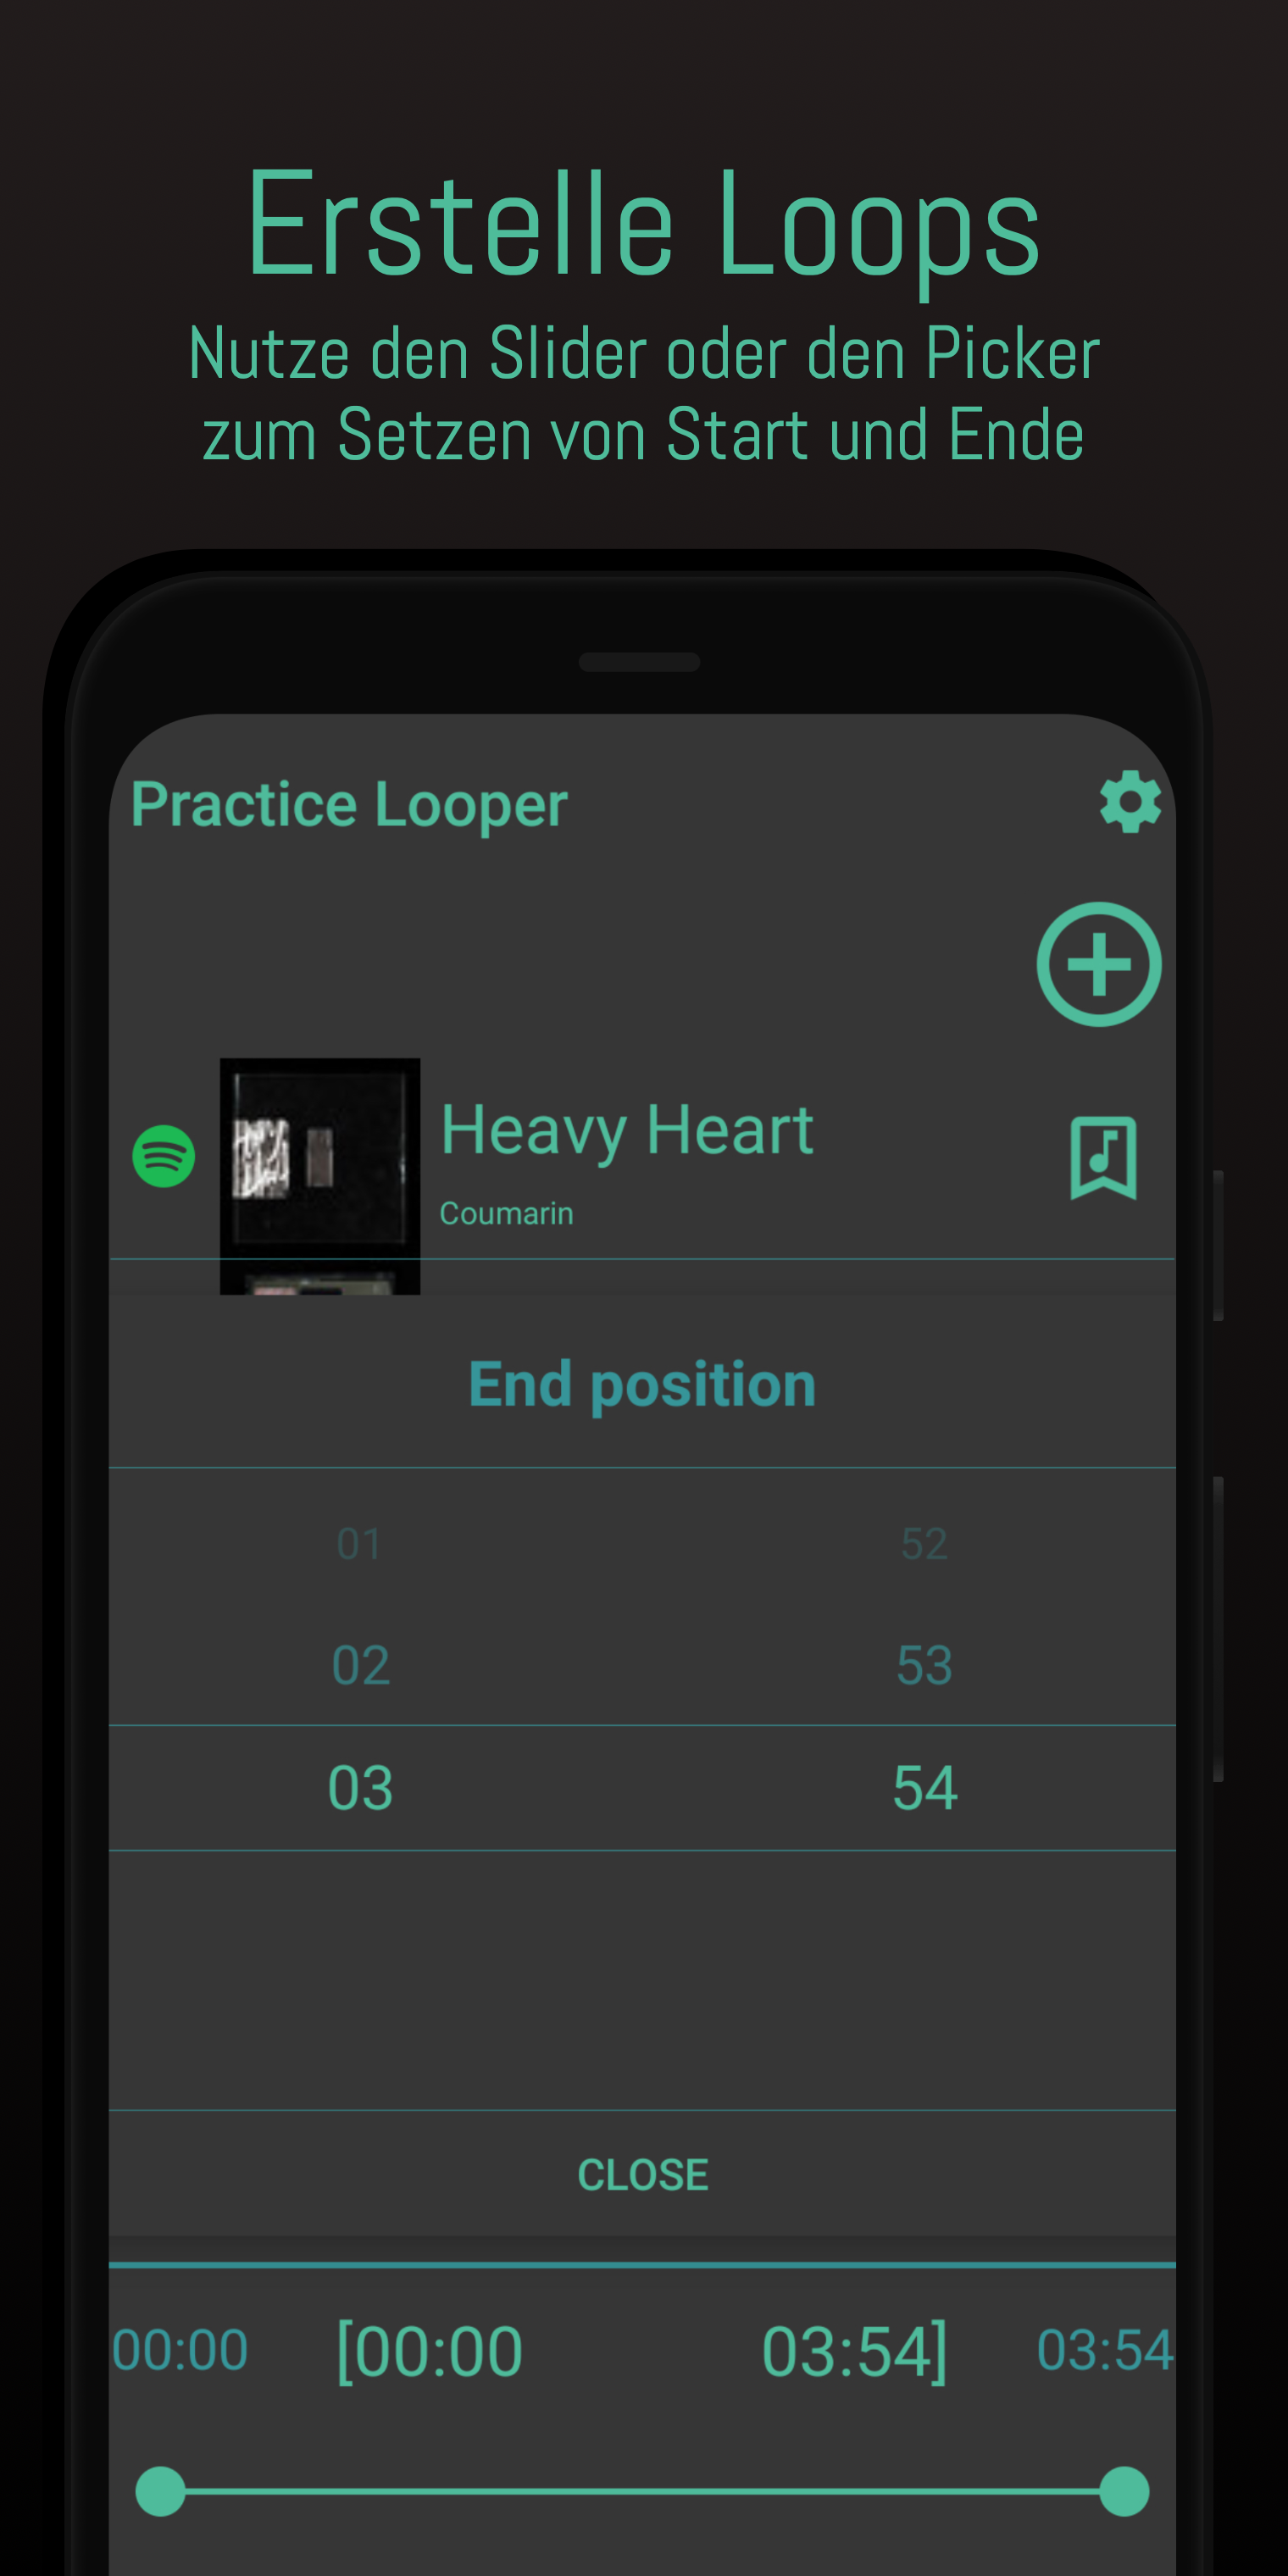 Erstelle Loops
Nutze den Slider oder den Picker
zum Setzen von Start und Ende
Practice Looper
Heavy Heart
Coumarin
End position
01 52
02 53
03 54
CLOSE
00:00 [00:00 03:54] 03:54